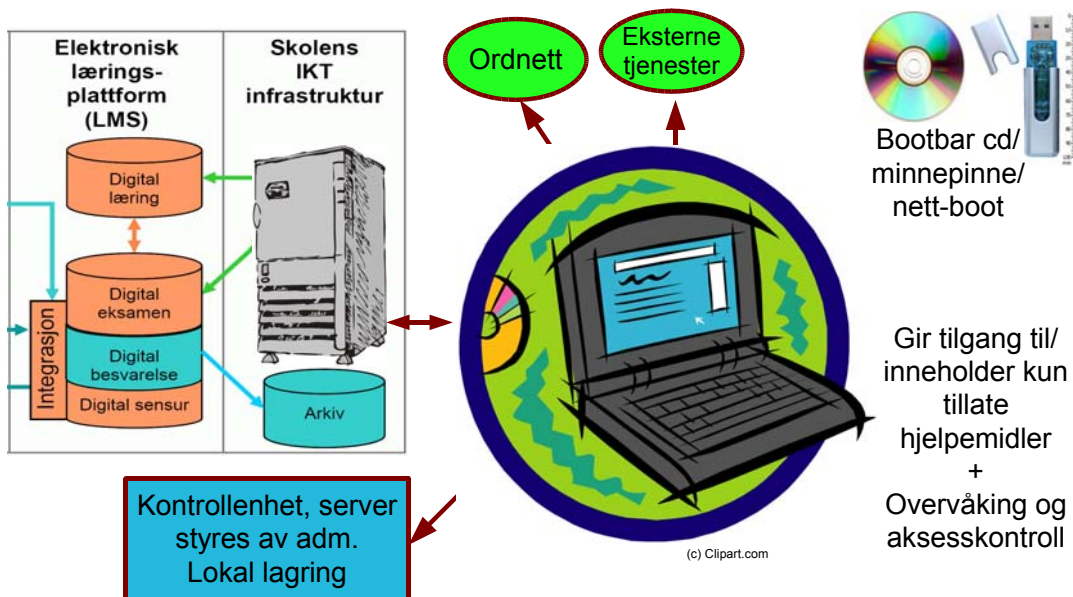 Elektronisk
lærings-
plattform
(LMS)
Skolens
IKT
infrastruktur
Digital
læring
Digital
eksamen
Digital
besvarelse
Digital sensur
Integrasjon
Arkiv
Ordnett
Eksterne
tjenester
Bootbar cd/
minnepinne/
nett-boot
Gir tilgang til/
inneholder kun
tillate
hjelpemidler
+
Overvåking og
aksesskontroll
(c) Clipart.com
Kontrollenhet, server
styres av adm.
Lokal lagring